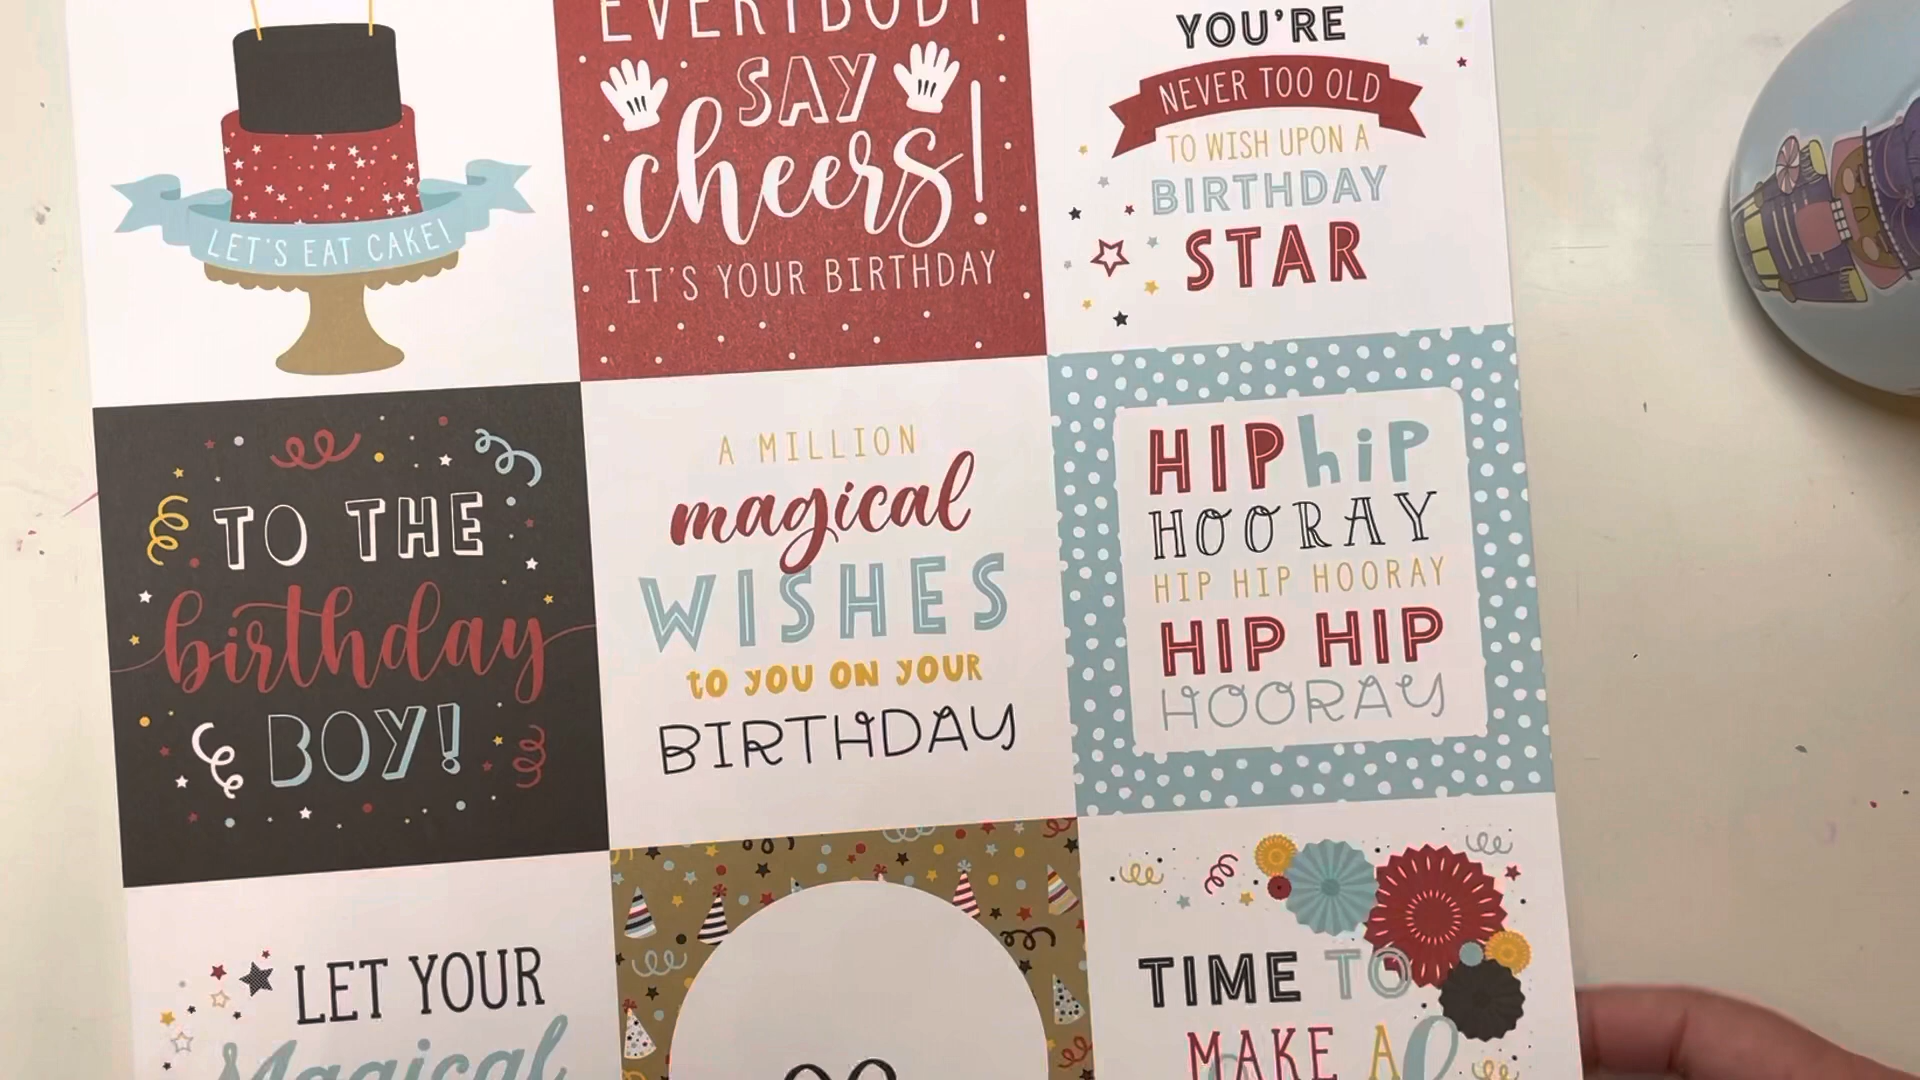 LET'S EAT CAKE!
EVERYBODY
SAY
cheers!
IT'S YOUR BIRTHDAY
YOU'RE
NEVER TOO OLD
TO WISH UPON A
BIRTHDAY
STAR
TO THE
birthday
BOY!
A MILLION
magical
WISHES
to YOU ON YOUR
BIRTHDAY
HIP hip
HOORAY
HIP HIP HOORAY
HIP HIP
HOORAY
LET YOUR
Magical
TIME TO
MAKE A